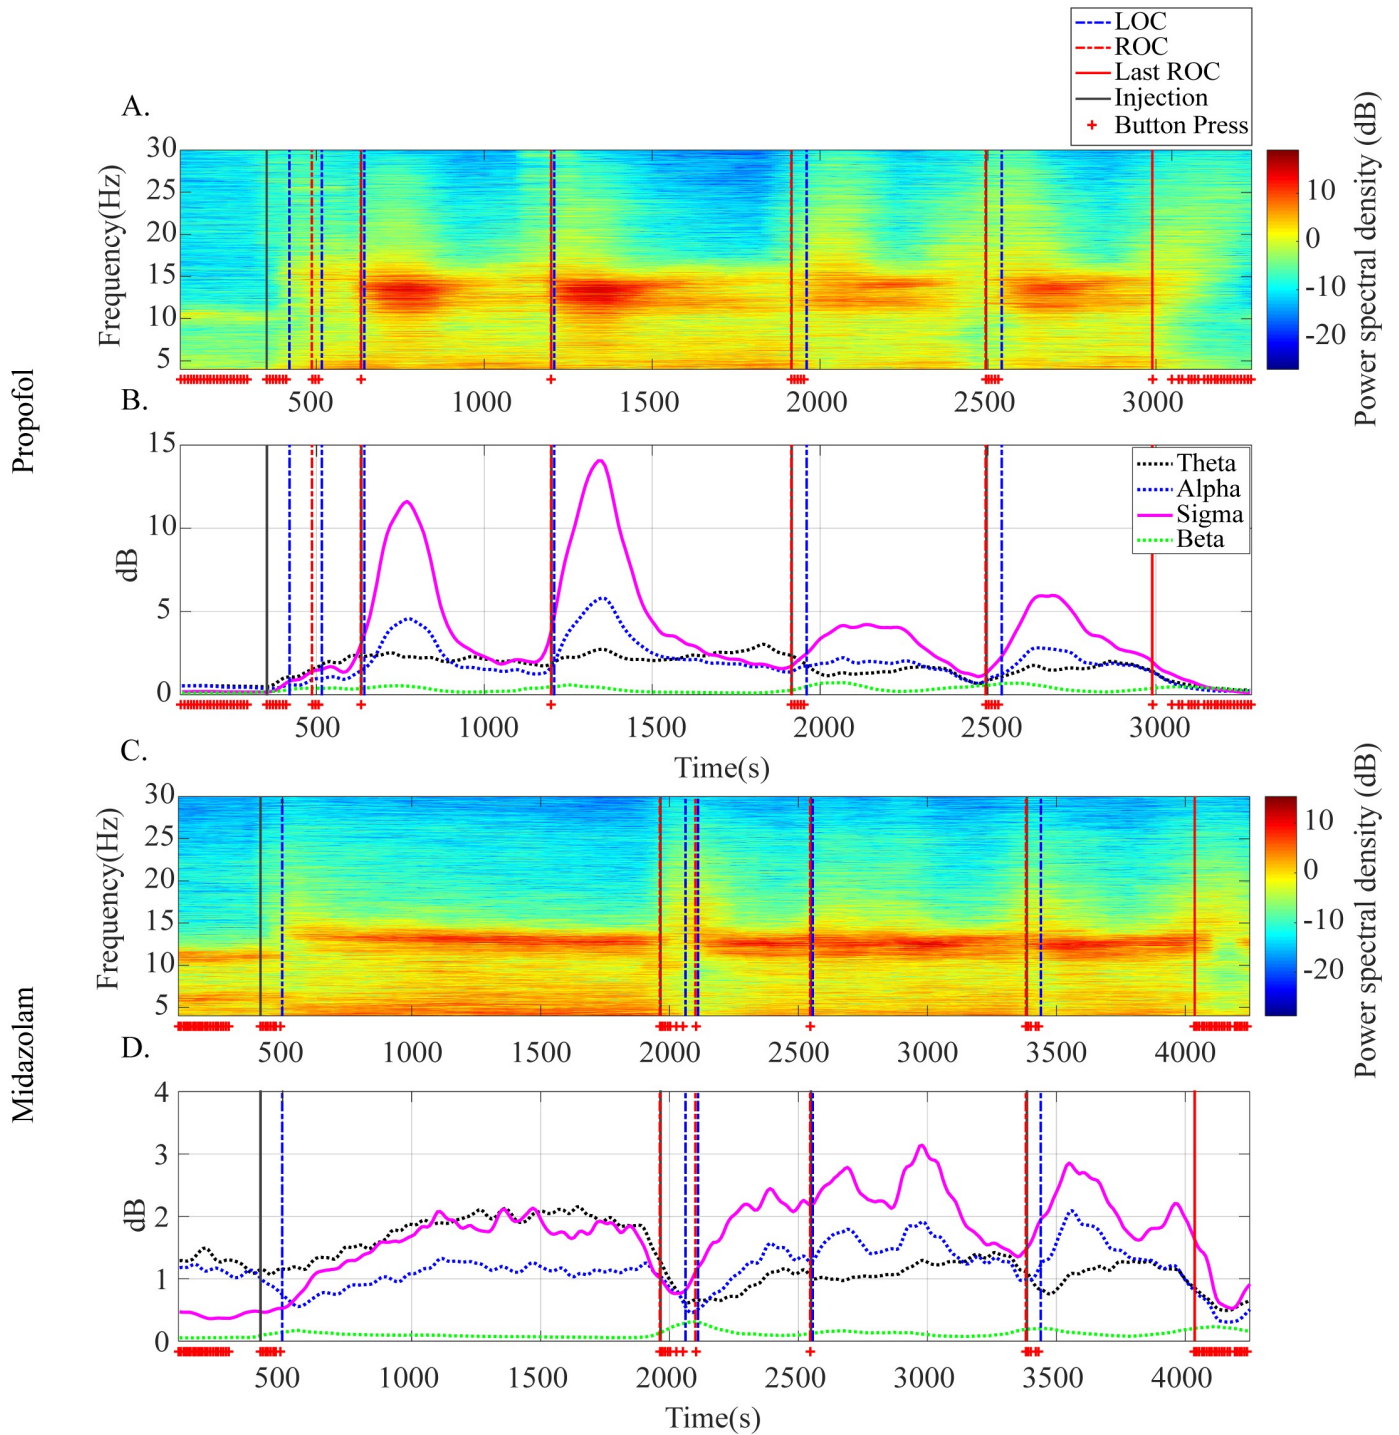 LOC
ROC
Last ROC
Injection
Button Press
A.
30
25
20
15
10
5
Frequency(Hz)
500
1000
1500
2000
2500
3000
10
0
-10
-20
Power spectral density (dB)
Propofol
B.
15
10
5
0
dB
Theta
Alpha
Sigma
Beta
500
1000
1500
2000
2500
3000
Time(s)
C.
30
25
20
15
10
5
Frequency(Hz)
500
1000
1500
2000
2500
3000
3500
4000
10
0
-10
-20
Power spectral density (dB)
Midazolam
D.
4
3
2
1
0
dB
500
1000
1500
2000
2500
3000
3500
4000
Time(s)